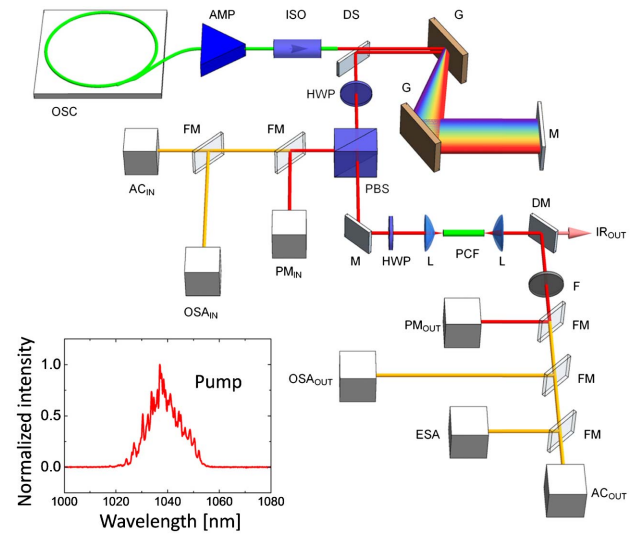 AMP
ISO
DS
G
OSC
HWP
G
M
FM
FM
PBS
AC_IN
PM_IN
OSA_IN
M
HWP
L
PCF
L
DM
IR_OUT
F
PM_OUT
FM
OSA_OUT
FM
ESA
FM
AC_OUT
Pump
Normalized intensity
1.0
0.5
0.0
1000 1020 1040 1060 1080
Wavelength [nm]